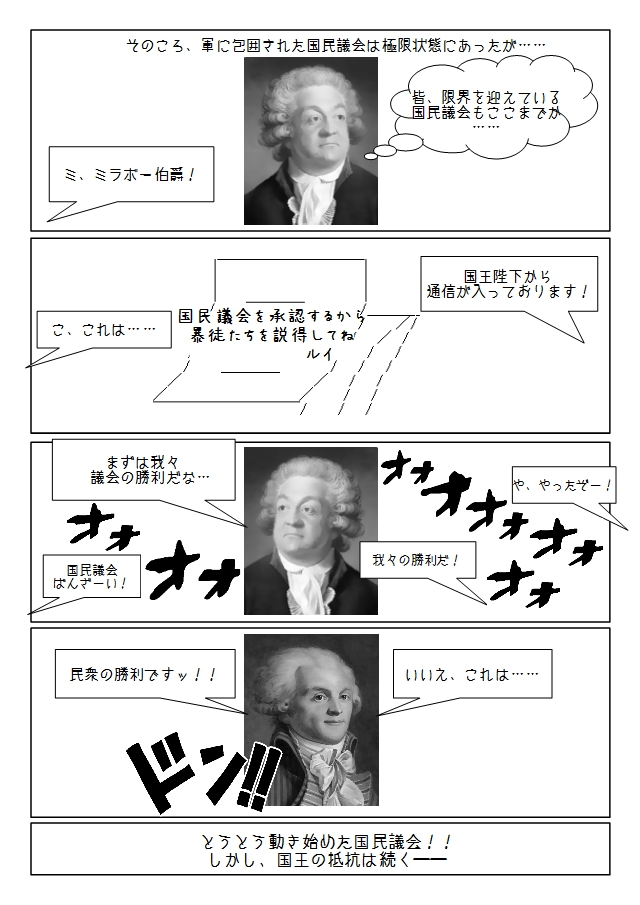 そのころ、軍に包囲された国民議会は極限状態にあったが……
皆、限界を迎えている
国民議会もここまでか
……
ミ、ミラボー伯爵！
国王陛下から
通信が入っております！
国民議会を承認するから
暴徒たちを説得してね
ルイ
こ、これは……
まずは我々
議会の勝利だな…
オオ
オオオオオオ
オオ
や、やったぞー！
オオ
オオ
我々の勝利だ！
国民議会
ばんざーい！
いいえ、これは……
民衆の勝利ですッ！！
ドン!!
とうとう動き始めた国民議会！！
しかし、国王の抵抗は続く――